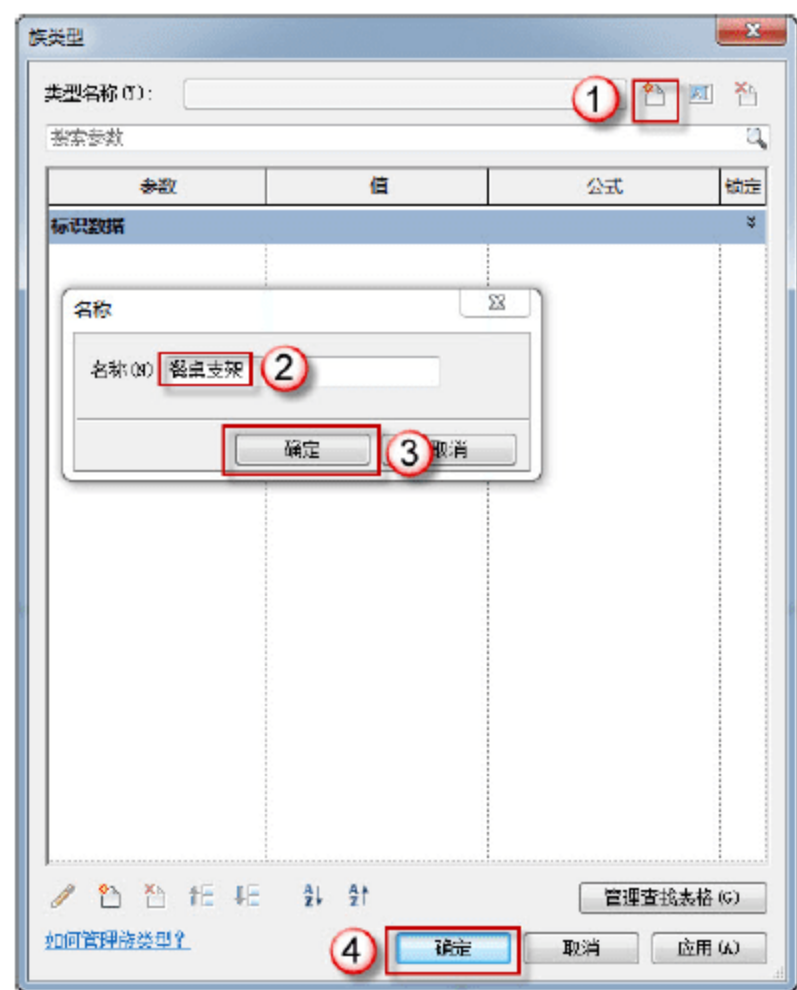 族类型
类型名称(T):
1
搜索参数
参数 值 公式 锁定
标识数据
名称
名称(N) 餐桌支架 2
确定 3 取消
管理查找表格(G)
如何管理族类型?
4 确定 取消 应用(A)